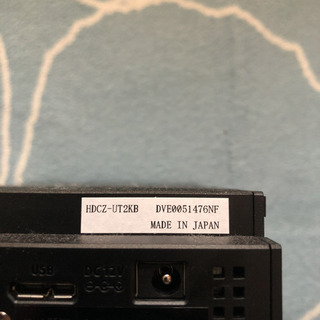 HDCZ-UT2KB DVE0051476NF
MADE IN JAPAN
USB DC12V